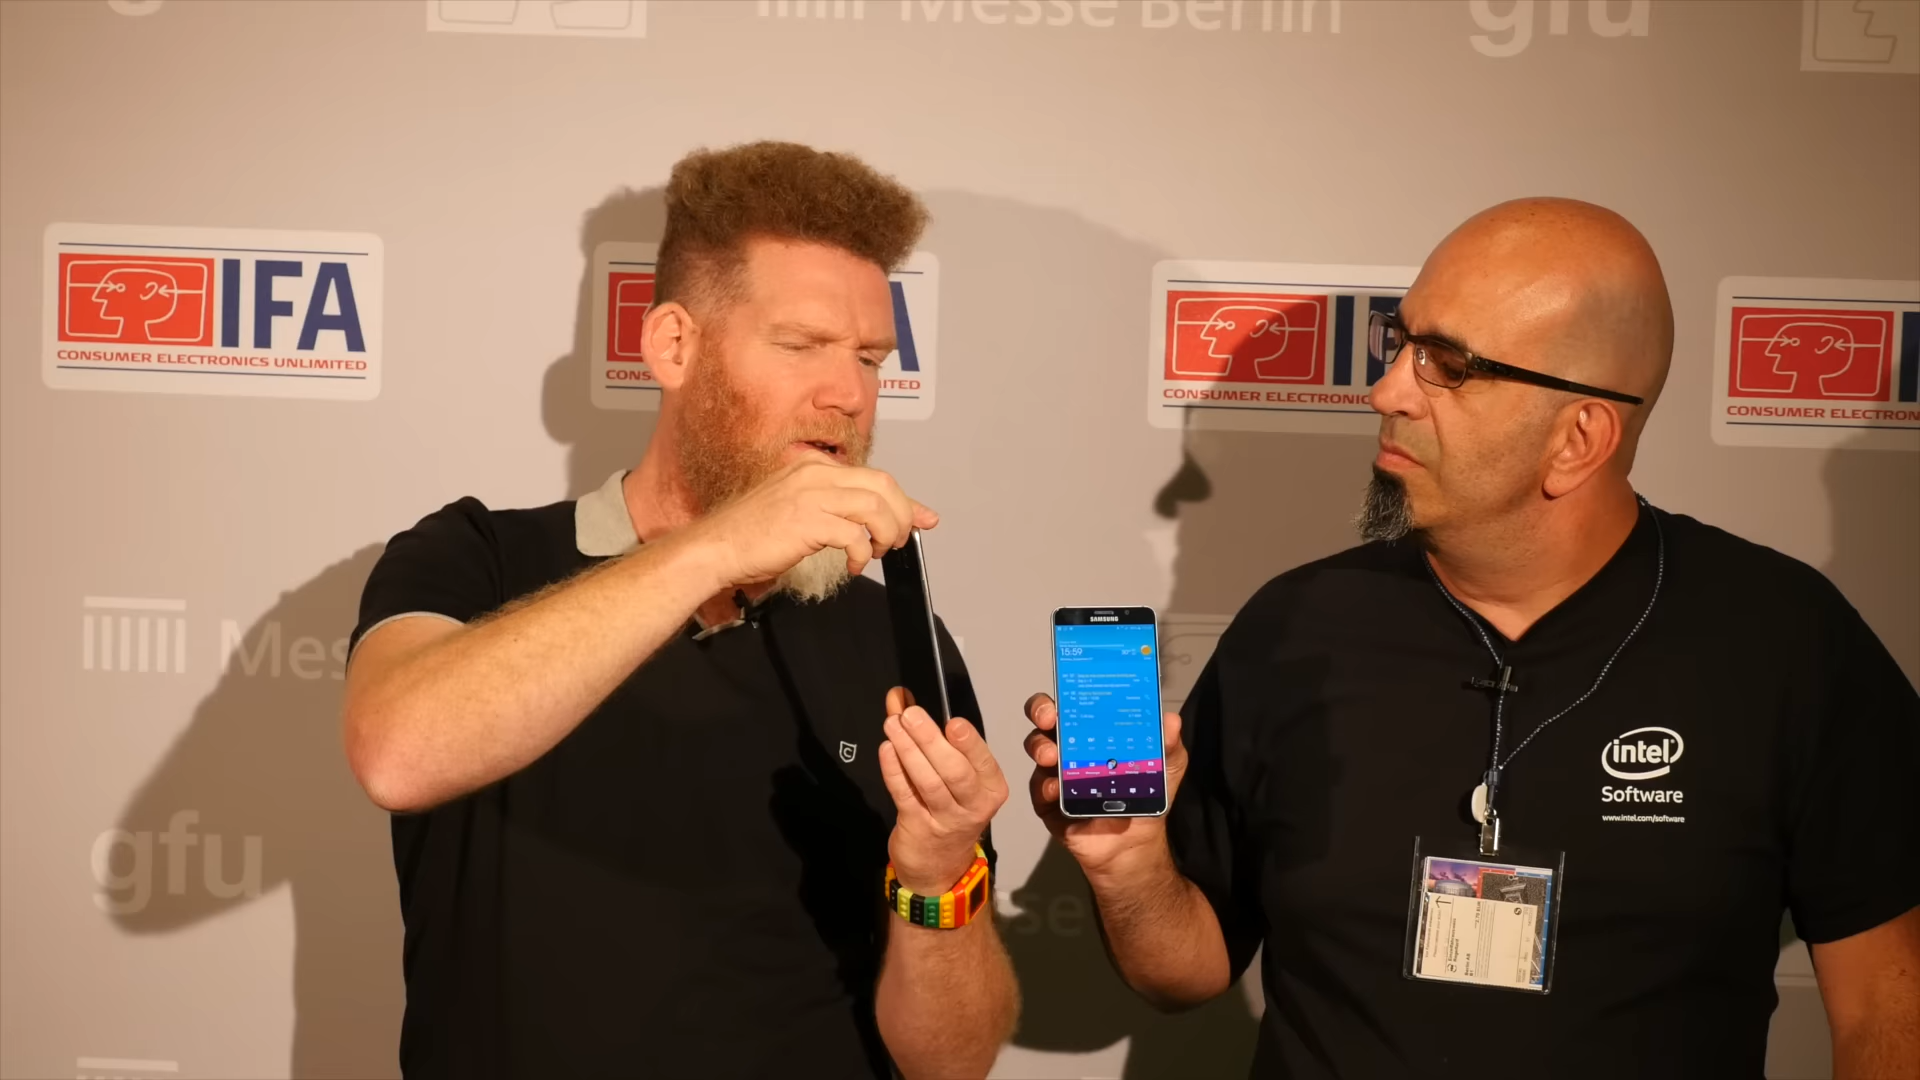 Messe Berlin
gfu
IFA
CONSUMER ELECTRONICS UNLIMITED
CONS
A
ITED
I
CONSUMER ELECTRONIC
CONSUMER ELECTRON
Mes
gfu
sse
SAMSUNG
15:59
intel
Software
www.intel.com/software